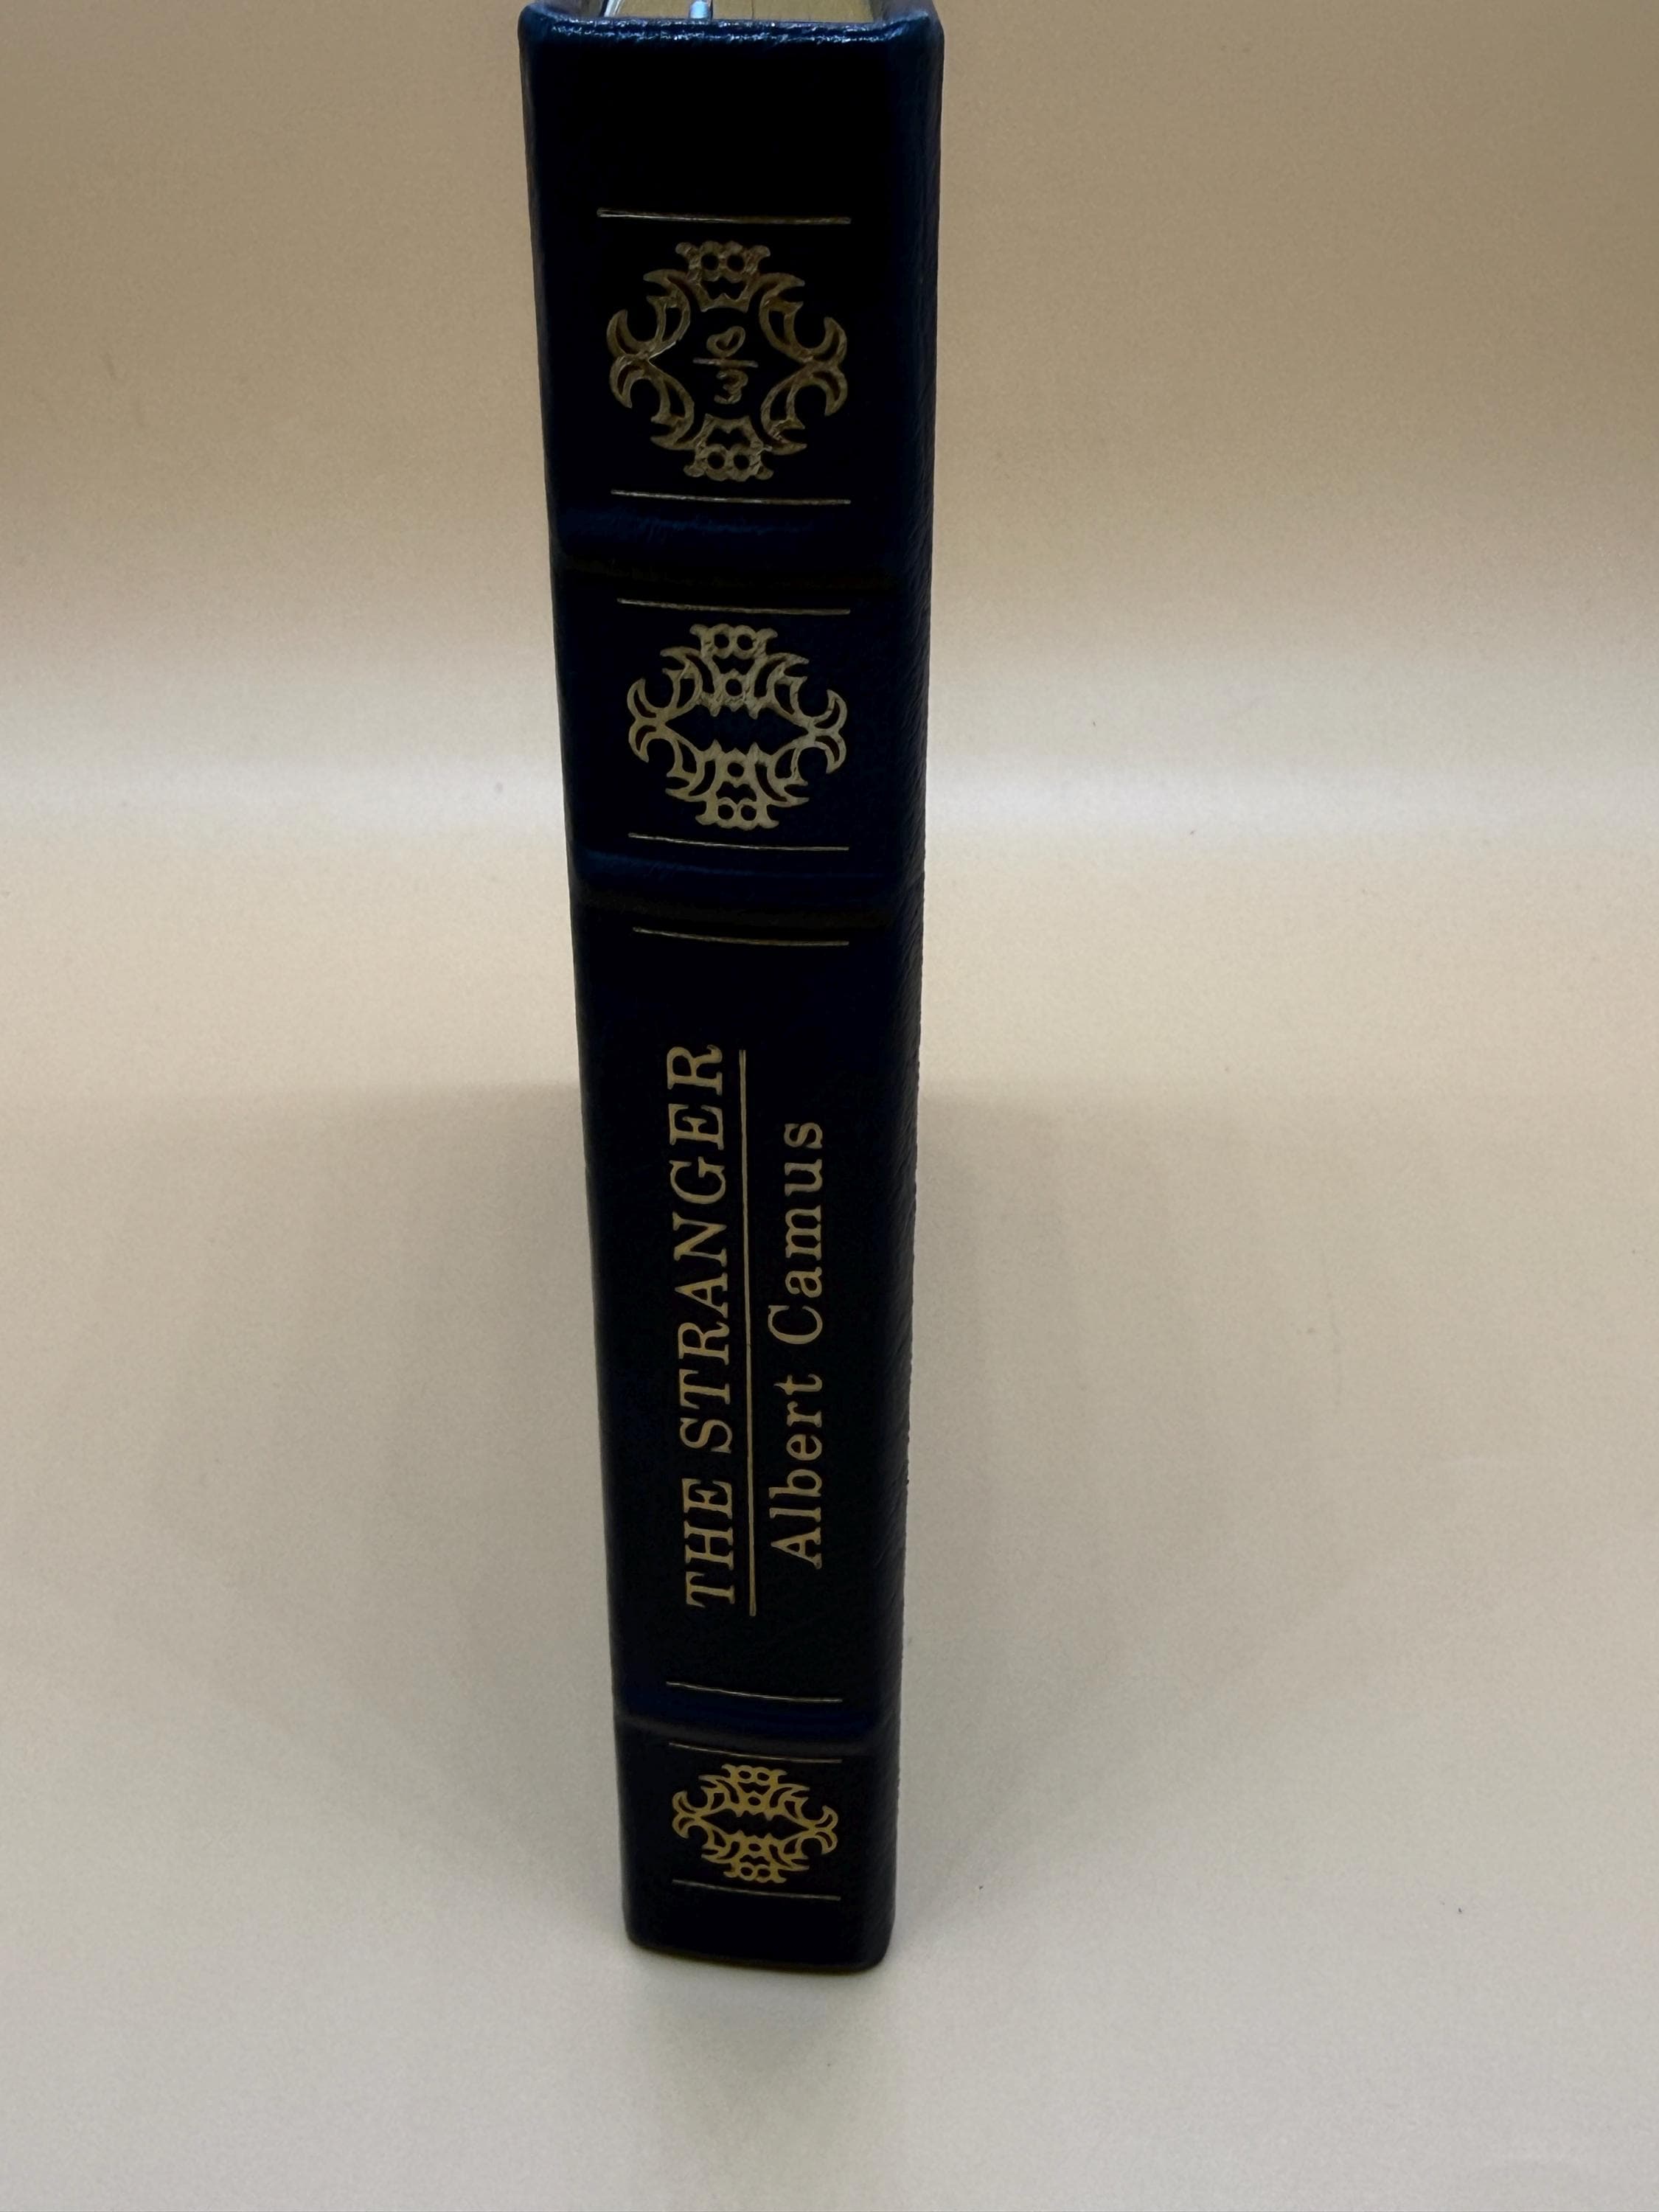 THE STRANGER
Albert Camus